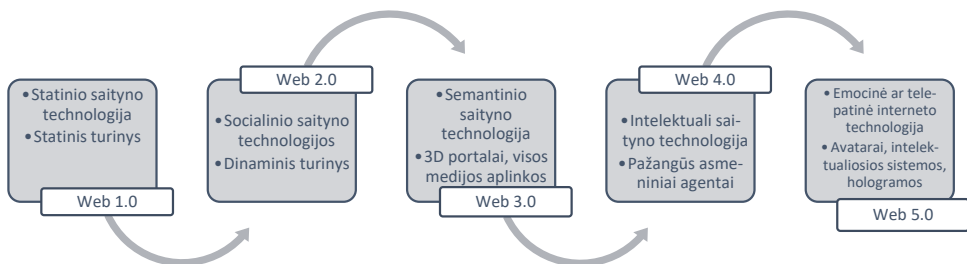 • Statinio saityno
technologija
• Statinis turinys
Web 1.0
Web 2.0
• Socialinio saityno
technologijos
• Dinaminis turinys
• Semantinio
saityno
technologija
• 3D portalai, visos
medijos aplinkos
Web 3.0
Web 4.0
• Intelektuali sai-
tyno technologija
• Pažangūs asme-
niniai agentai
• Emocinė ar tele-
patinė interneto
technologija
• Avatarai, intelek-
tualiosios sistemos,
hologramos
Web 5.0